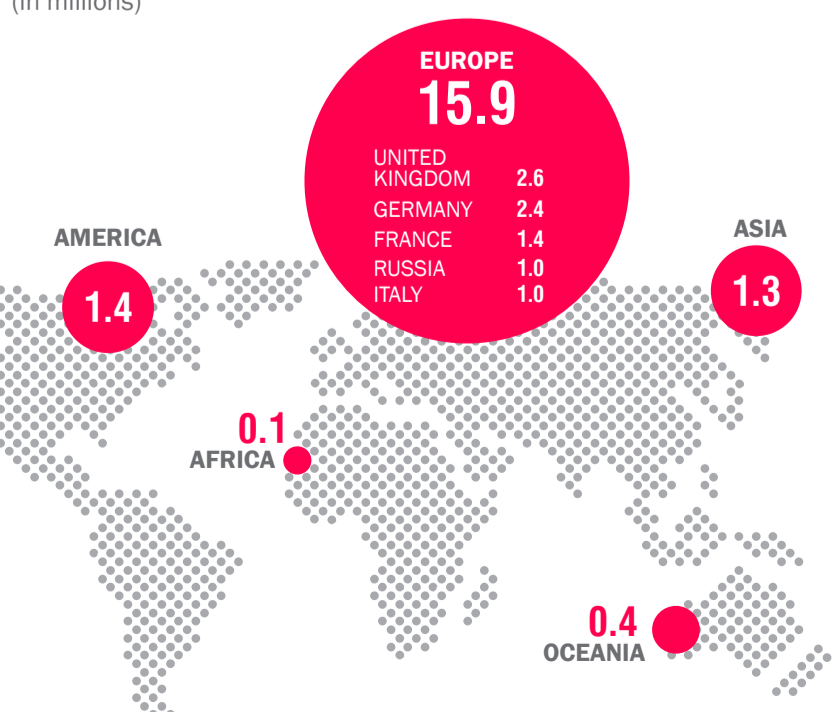 (in millions)
EUROPE
15.9
UNITED
KINGDOM 2.6
GERMANY 2.4
FRANCE 1.4
RUSSIA 1.0
ITALY 1.0
AMERICA
1.4
ASIA
1.3
0.1
AFRICA
0.4
OCEANIA